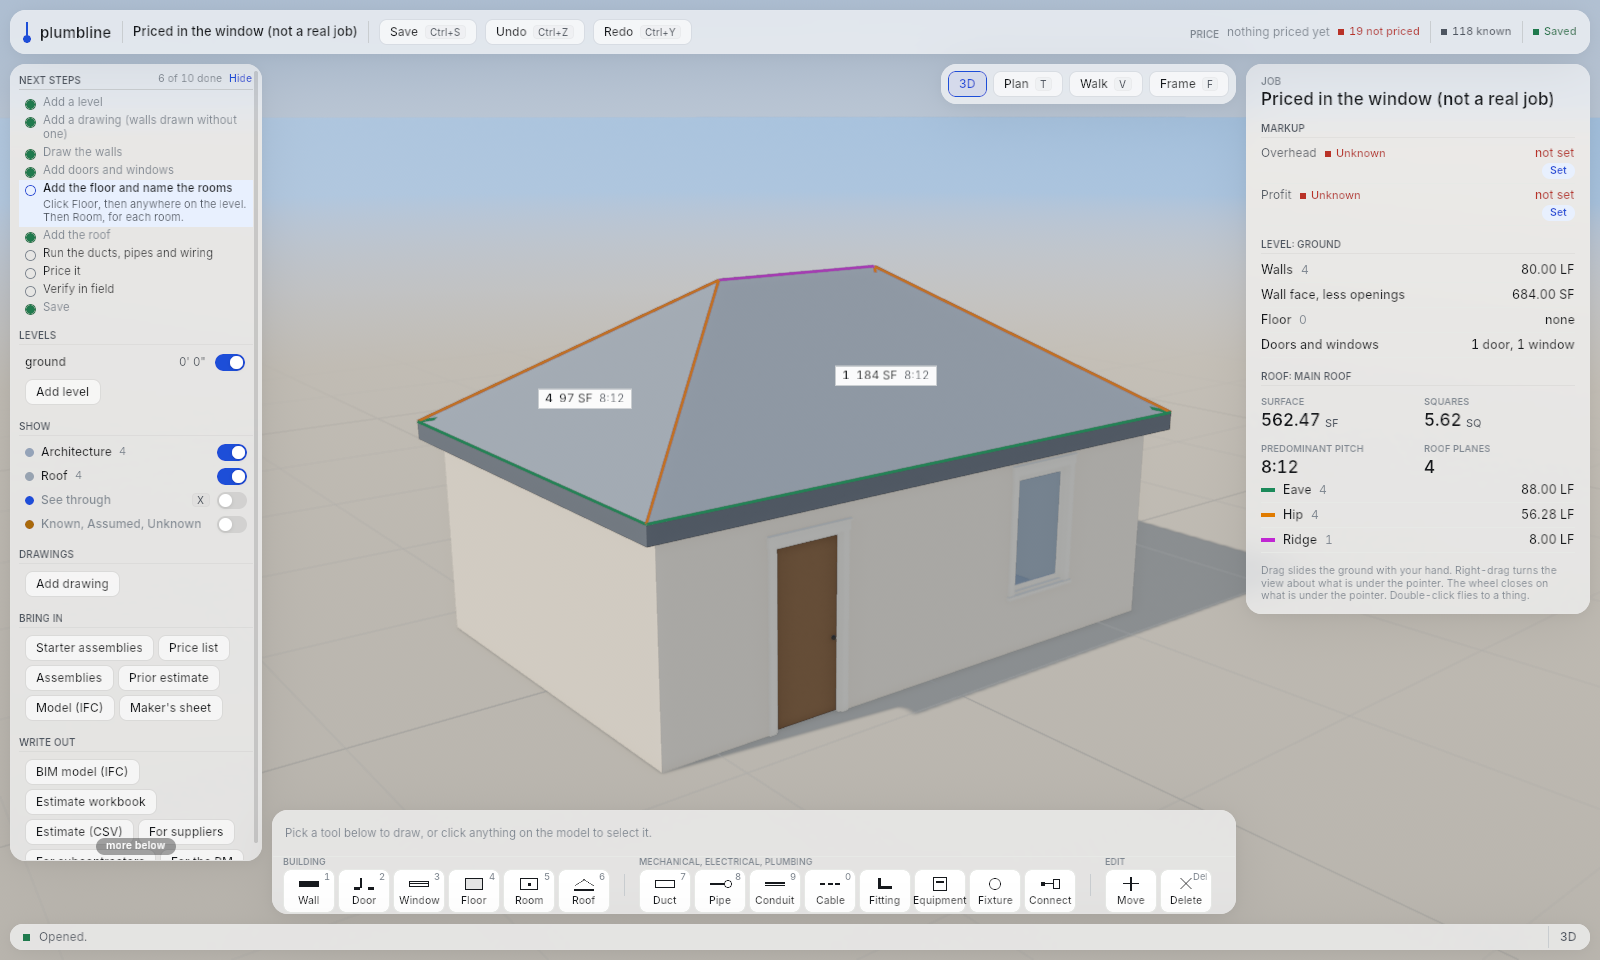 plumbline
Priced in the window (not a real job)
Save Ctrl+S
Undo Ctrl+Z
Redo Ctrl+Y
PRICE nothing priced yet
19 not priced
118 known
Saved
NEXT STEPS 6 of 10 done Hide
Add a level
Add a drawing (walls drawn without
one)
Draw the walls
Add doors and windows
Add the floor and name the rooms
Click Floor, then anywhere on the level.
Then Room, for each room.
Add the roof
Run the ducts, pipes and wiring
Price it
Verify in field
Save
LEVELS
ground 0' 0"
Add level
SHOW
Architecture 4
Roof 4
See through X
Known, Assumed, Unknown
DRAWINGS
Add drawing
BRING IN
Starter assemblies Price list
Assemblies Prior estimate
Model (IFC) Maker's sheet
WRITE OUT
BIM model (IFC)
Estimate workbook
Estimate (CSV) For suppliers
more below
For subcontractors For the PM
3D
Plan T
Walk V
Frame F
4 97 SF 8:12
1 184 SF 8:12
JOB
Priced in the window (not a real job)
MARKUP
Overhead Unknown not set
Set
Profit Unknown not set
Set
LEVEL: GROUND
Walls 4 80.00 LF
Wall face, less openings 684.00 SF
Floor 0 none
Doors and windows 1 door, 1 window
ROOF: MAIN ROOF
SURFACE SQUARES
562.47 SF 5.62 SQ
PREDOMINANT PITCH ROOF PLANES
8:12 4
Eave 4 88.00 LF
Hip 4 56.28 LF
Ridge 1 8.00 LF
Drag slides the ground with your hand. Right-drag turns the
view about what is under the pointer. The wheel closes on
what is under the pointer. Double-click flies to a thing.
Pick a tool below to draw, or click anything on the model to select it.
BUILDING
1 Wall
2 Door
3 Window
4 Floor
5 Room
6 Roof
MECHANICAL, ELECTRICAL, PLUMBING
7 Duct
8 Pipe
9 Conduit
0 Cable
Fitting
Equipment
Fixture
Connect
EDIT
Move
Del Delete
Opened.
3D